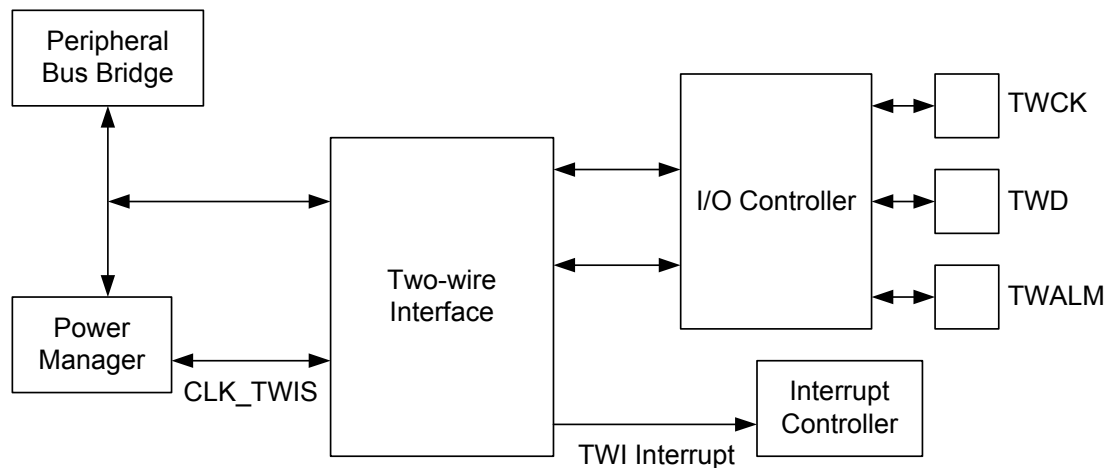 Peripheral
Bus Bridge
TWCK
I/O Controller
TWD
Two-wire
Interface
TWALM
Power
Manager
CLK_TWIS
Interrupt
Controller
TWI Interrupt